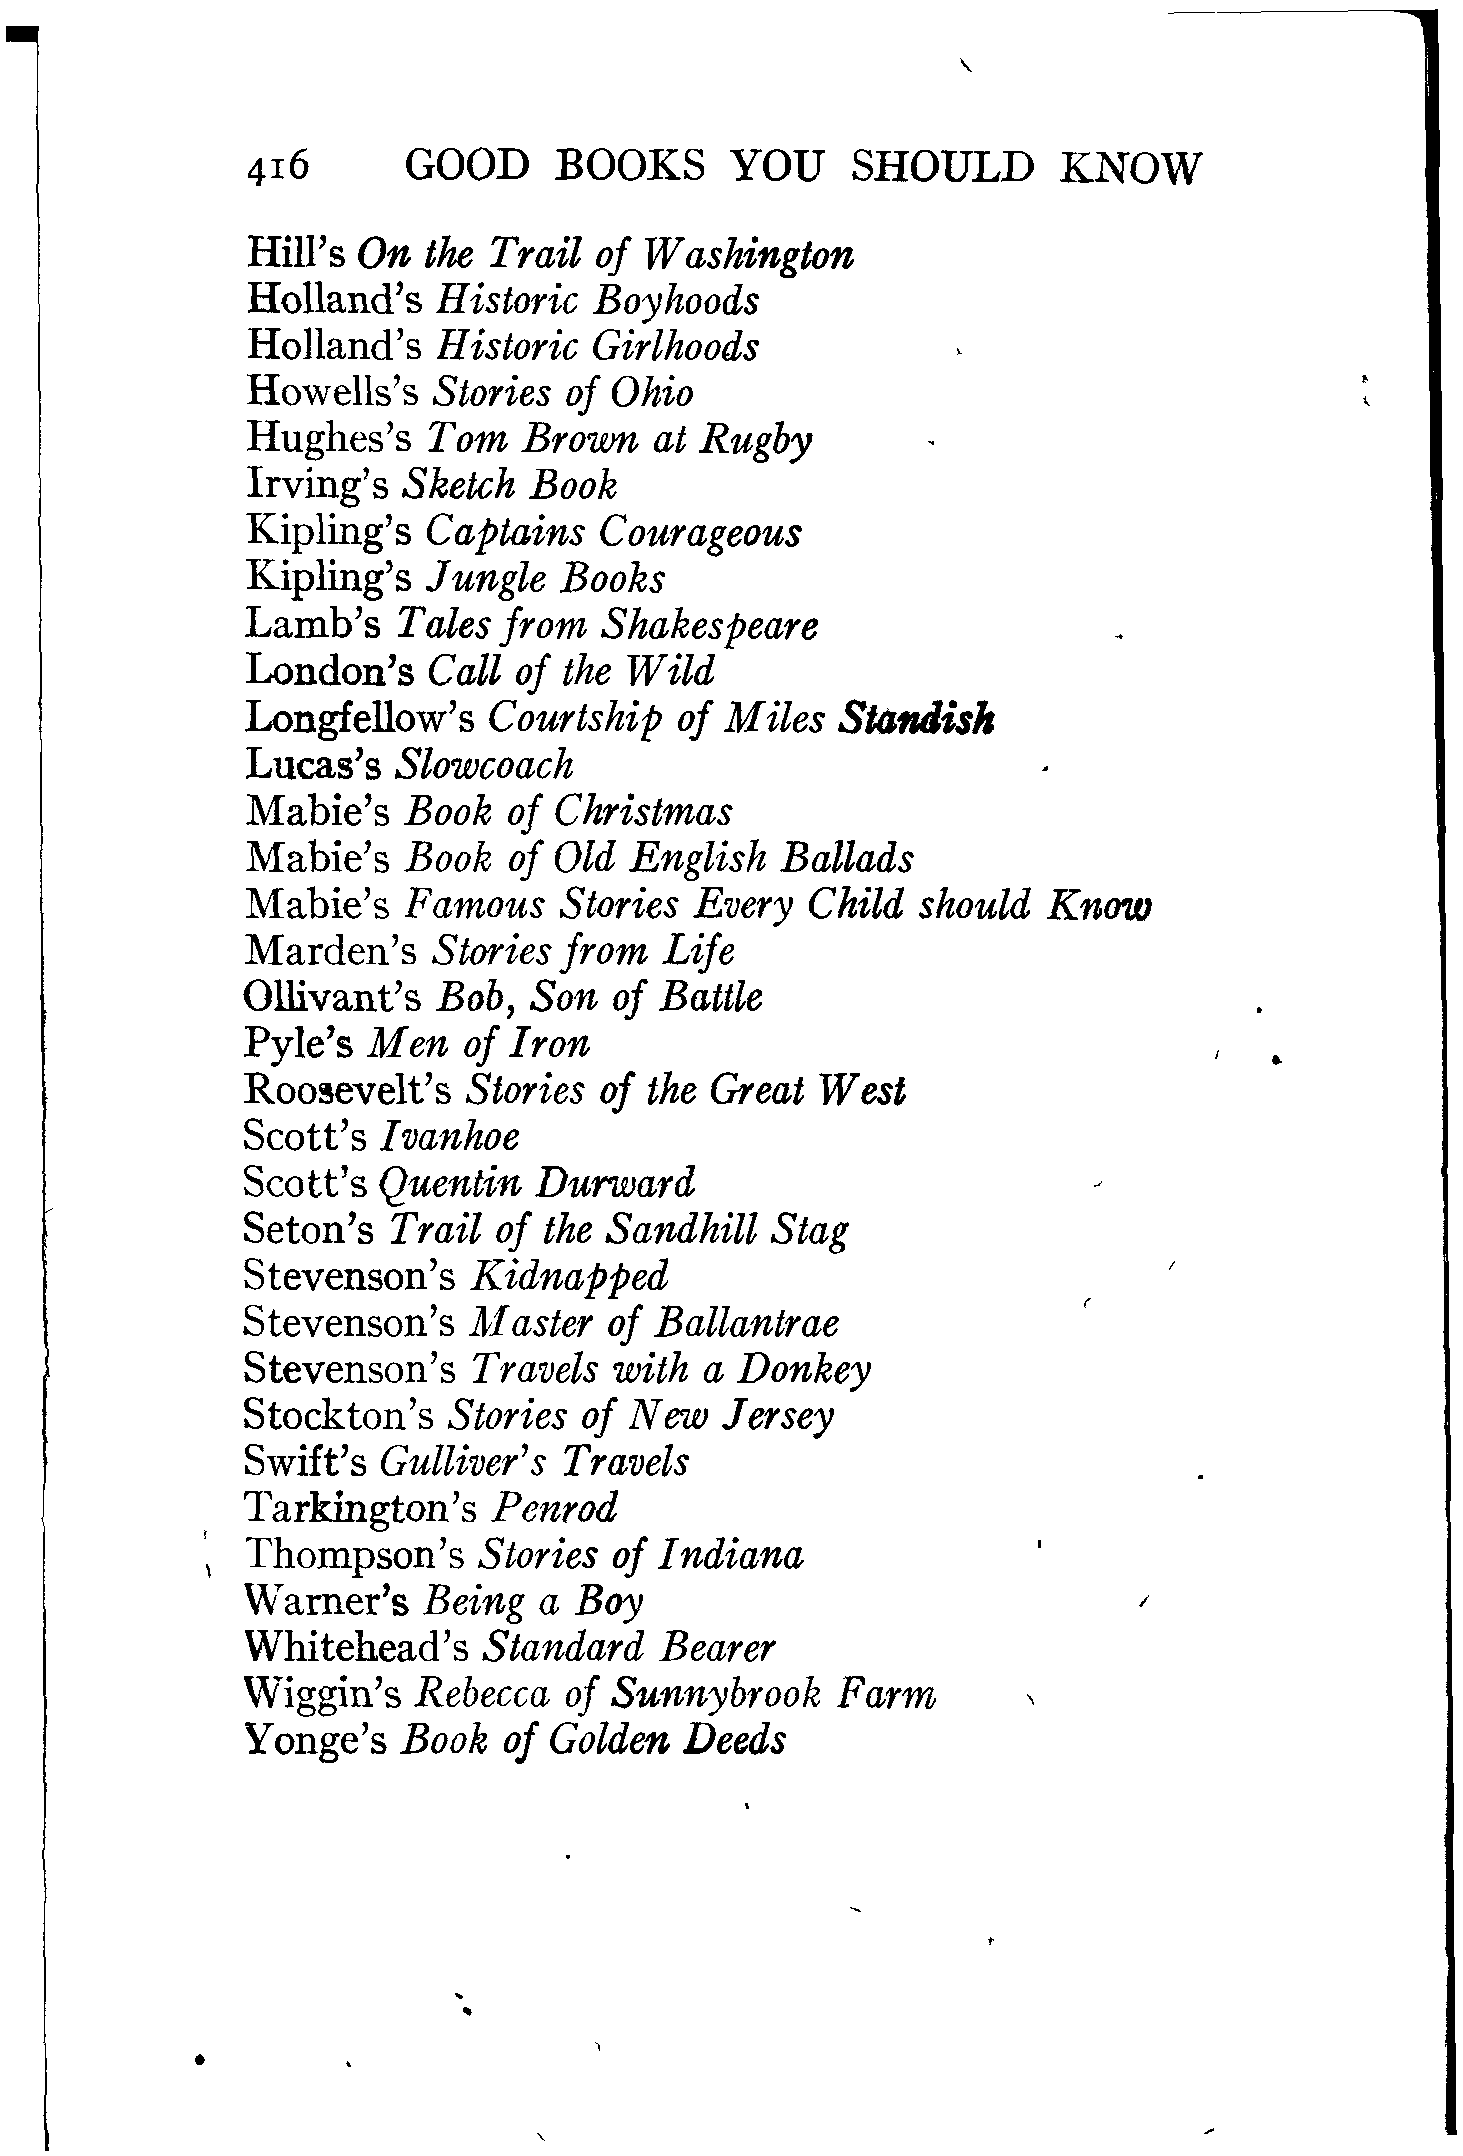 416 GOOD BOOKS YOU SHOULD KNOW
Hill's On the Trail of Washington
Holland's Historic Boyhoods
Holland's Historic Girlhoods
Howells's Stories of Ohio
Hughes's Tom Brown at Rugby
Irving's Sketch Book
Kipling's Captains Courageous
Kipling's Jungle Books
Lamb's Tales from Shakespeare
London's Call of the Wild
Longfellow's Courtship of Miles Standish
Lucas's Slowcoach
Mabie's Book of Christmas
Mabie's Book of Old English Ballads
Mabie's Famous Stories Every Child should Know
Marden's Stories from Life
Ollivant's Bob, Son of Battle
Pyle's Men of Iron
Roosevelt's Stories of the Great West
Scott's Ivanhoe
Scott's Quentin Durward
Seton's Trail of the Sandhill Stag
Stevenson's Kidnapped
Stevenson's Master of Ballantrae
Stevenson's Travels with a Donkey
Stockton's Stories of New Jersey
Swift's Gulliver's Travels
Tarkington's Penrod
Thompson's Stories of Indiana
Warner's Being a Boy
Whitehead's Standard Bearer
Wiggin's Rebecca of Sunnybrook Farm
Yonge's Book of Golden Deeds